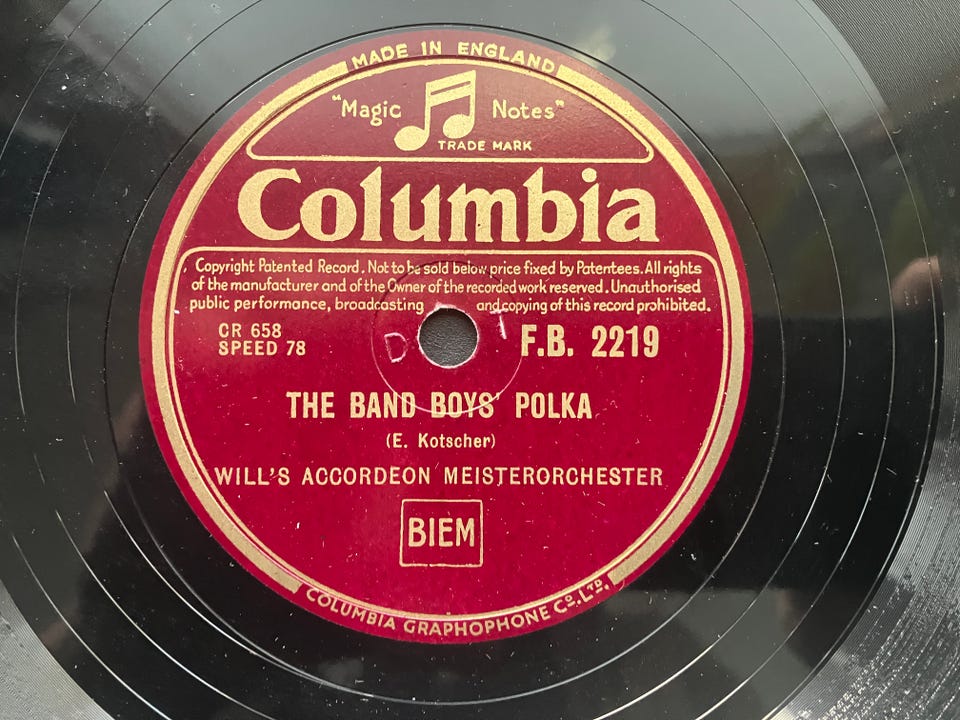 MADE IN ENGLAND
"Magic Notes"
TRADE MARK
Columbia
Copyright Patented Record. Not to be sold below price fixed by Patentees. All rights
of the manufacturer and of the Owner of the recorded work reserved. Unauthorised
public performance, broadcasting and copying of this record prohibited.
CR 658
SPEED 78
D 1
F.B. 2219
THE BAND BOYS' POLKA
(E. Kotscher)
WILL'S ACCORDEON MEISTERORCHESTER
BIEM
COLUMBIA GRAPHOPHONE CO. LTD.